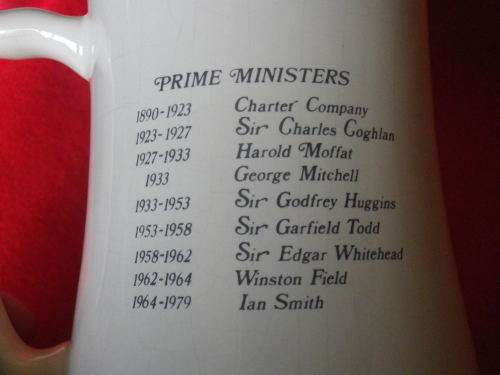 PRIME MINISTERS
1890-1923 Charter Company
1923-1927 Sir Charles Coghlan
1927-1933 Harold Moffat
1933 George Mitchell
1933-1953 Sir Godfrey Huggins
1953-1958 Sir Garfield Todd
1958-1962 Sir Edgar Whitehead
1962-1964 Winston Field
1964-1979 Ian Smith